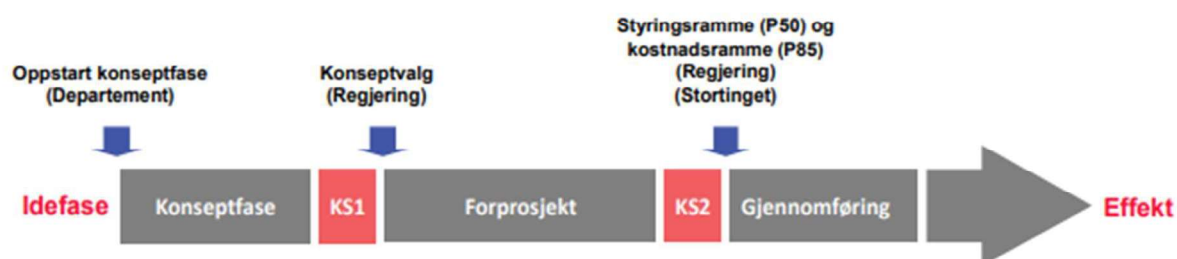 Styringsramme (P50) og
kostnadsramme (P85)
(Regjering)
(Stortinget)
Oppstart konseptfase
(Departement)
Konseptvalg
(Regjering)
Idefase
Konseptfase
KS1
Forprosjekt
KS2
Gjennomføring
Effekt